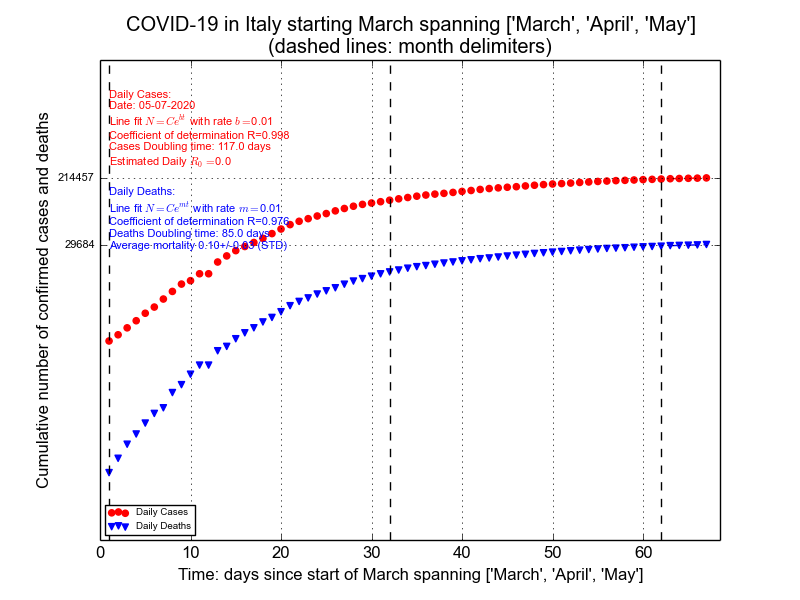 COVID-19 in Italy starting March spanning ['March', 'April', 'May']
(dashed lines: month delimiters)
Cumulative number of confirmed cases and deaths
214457
29684
Daily Cases:
Date: 05-07-2020
Line fit N=Ce^{bt} with rate b=0.01
Coefficient of determination R=0.998
Cases Doubling time: 117.0 days
Estimated Daily R_0=0.0
Daily Deaths:
Line fit N=Ce^{mt} with rate m=0.01
Coefficient of determination R=0.976
Deaths Doubling time: 85.0 days
Average mortality 0.10+/-0.03 (STD)
Daily Cases
Daily Deaths
0 10 20 30 40 50 60
Time: days since start of March spanning ['March', 'April', 'May']